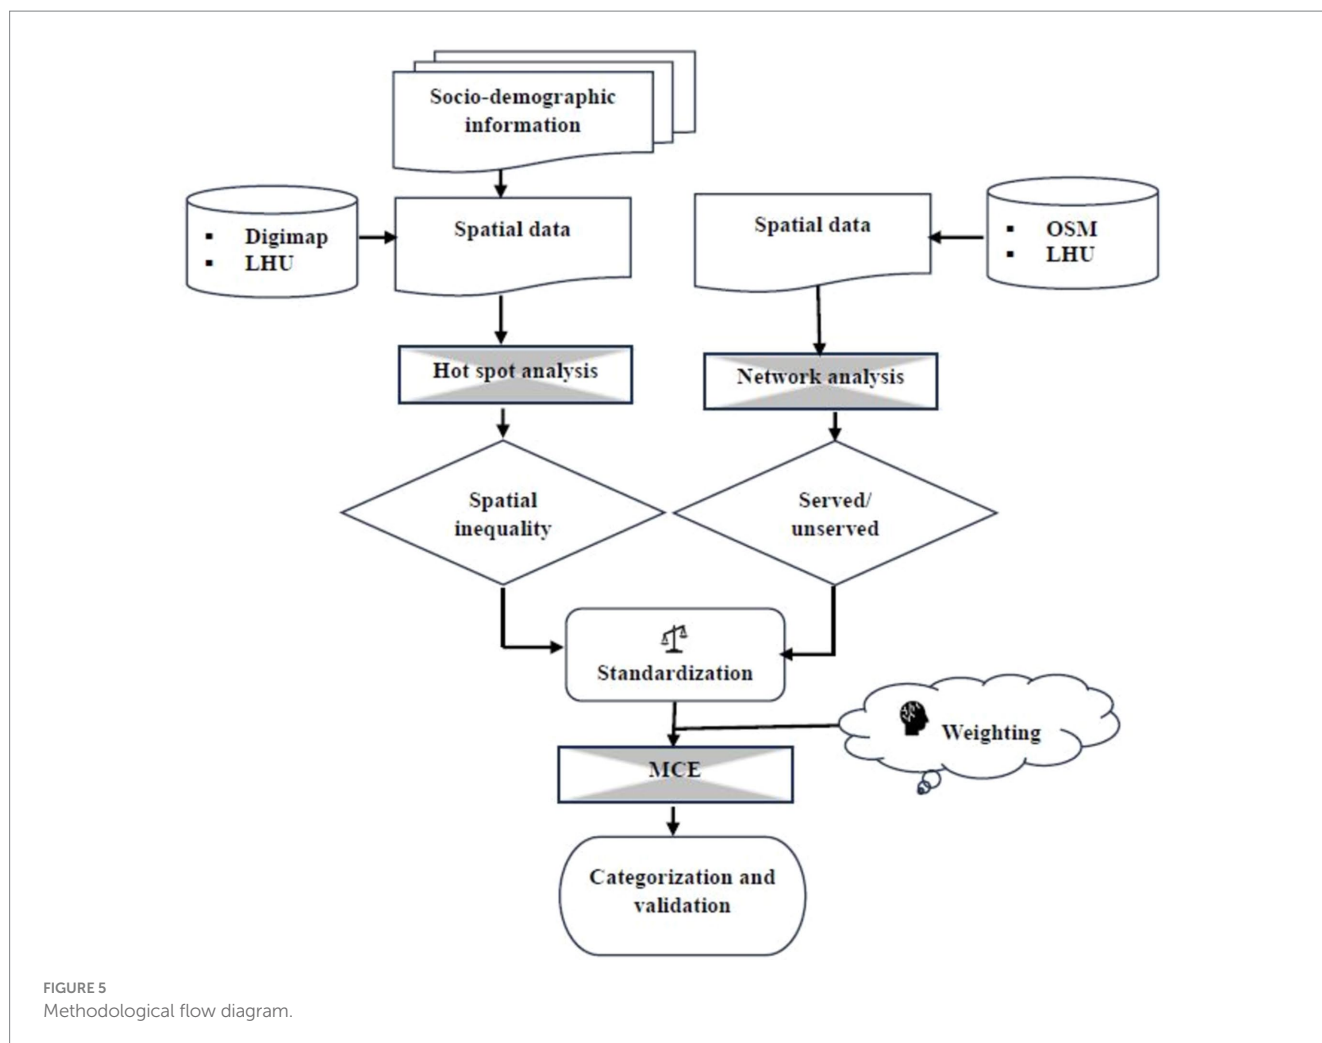 Socio-demographic
information
▪ Digimap
▪ LHU
Spatial data
Spatial data
▪ OSM
▪ LHU
Hot spot analysis
Network analysis
Spatial
inequality
Served/
unserved
Standardization
Weighting
MCE
Categorization and
validation
FIGURE 5
Methodological flow diagram.